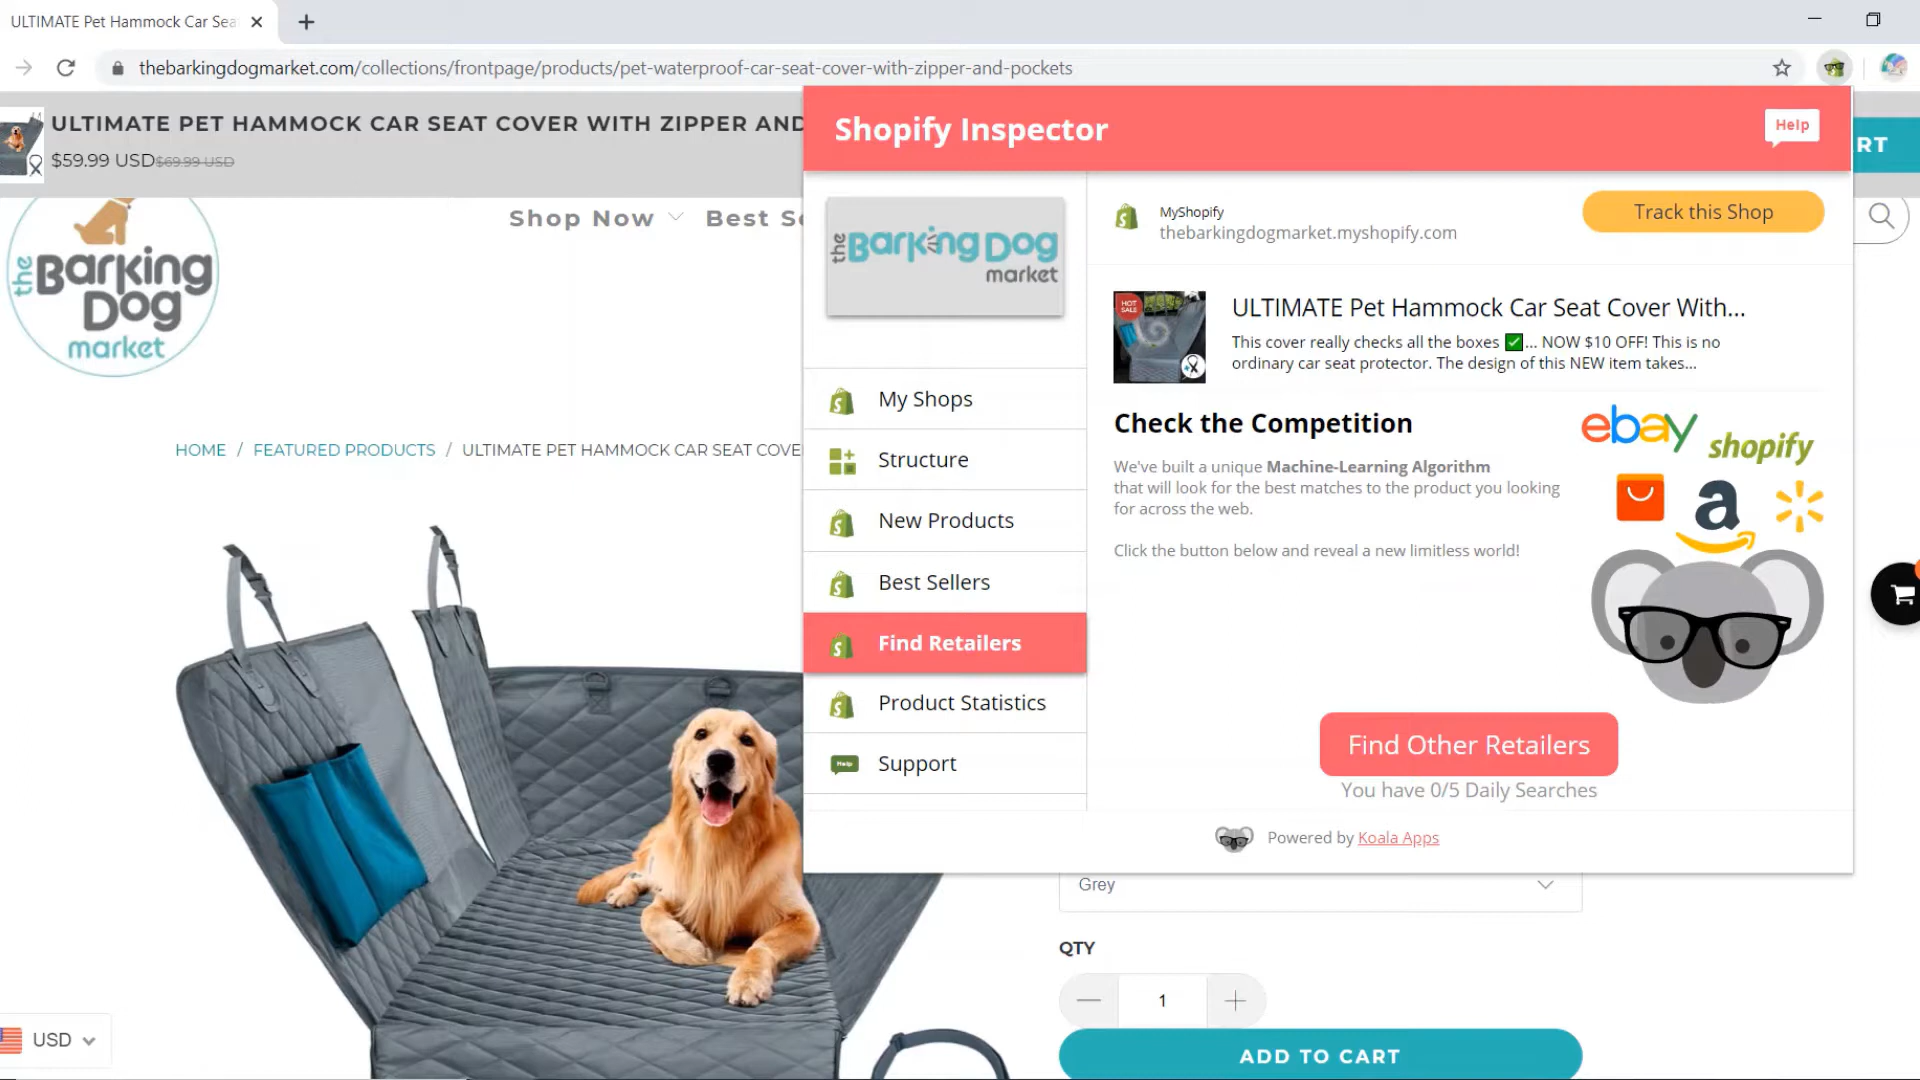 ULTIMATE Pet Hammock Car Sea
thebarkingdogmarket.com/collections/frontpage/products/pet-waterproof-car-seat-cover-with-zipper-and-pockets
ULTIMATE PET HAMMOCK CAR SEAT COVER WITH ZIPPER AND
$59.99 USD$69.99 USD
RT
the Barking Dog market
Shop Now
Best Se
HOME / FEATURED PRODUCTS / ULTIMATE PET HAMMOCK CAR SEAT COVE
Shopify Inspector
Help
the Barking Dog market
My Shops
Structure
New Products
Best Sellers
Find Retailers
Product Statistics
Help
Support
MyShopify
thebarkingdogmarket.myshopify.com
Track this Shop
HOT SALE
ULTIMATE Pet Hammock Car Seat Cover With...
This cover really checks all the boxes ✅... NOW $10 OFF! This is no
ordinary car seat protector. The design of this NEW item takes...
Check the Competition
We've built a unique Machine-Learning Algorithm
that will look for the best matches to the product you looking
for across the web.
Click the button below and reveal a new limitless world!
ebay
shopify
a
Find Other Retailers
You have 0/5 Daily Searches
Powered by Koala Apps
Grey
QTY
1
ADD TO CART
USD